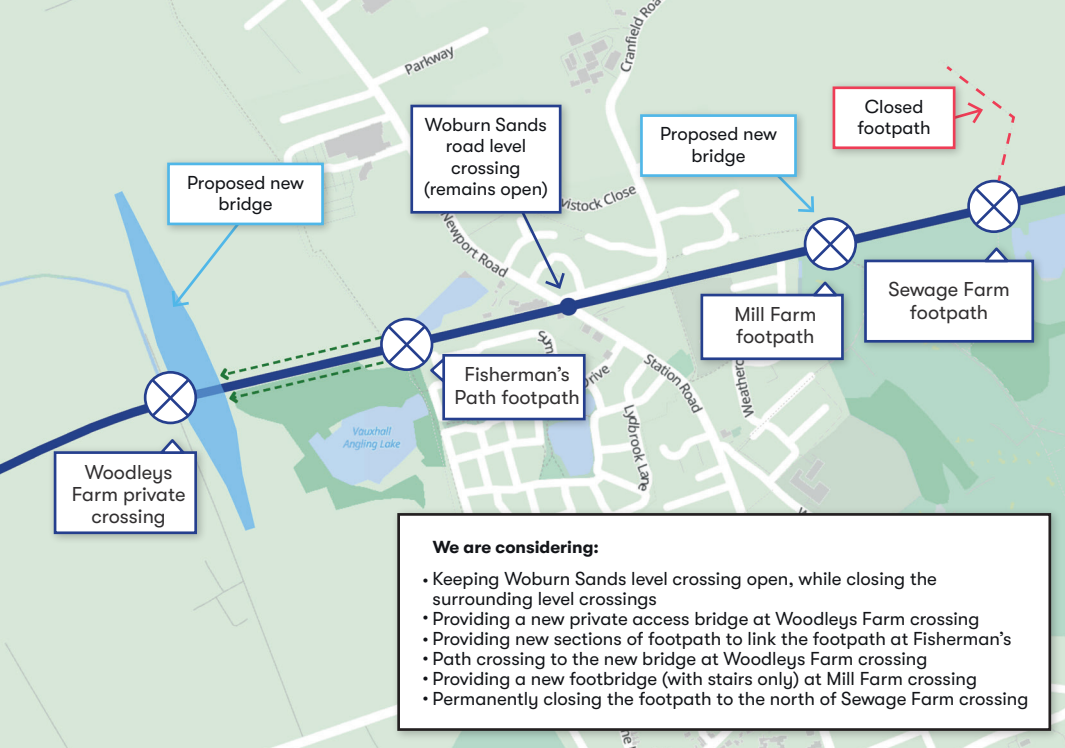 Parkway
Cranfield Roa
Woburn Sands
road level
crossing
(remains open)
Proposed new
bridge
Closed
footpath
Proposed new
bridge
vistock Close
Newport Road
Sewage Farm
footpath
Mill Farm
footpath
Fisherman’s
Path footpath
Drive
Station Road
Weatherc
Lydbrook Lane
Vauxhall
Angling Lake
Woodleys
Farm private
crossing
We are considering:
• Keeping Woburn Sands level crossing open, while closing the
surrounding level crossings
• Providing a new private access bridge at Woodleys Farm crossing
• Providing new sections of footpath to link the footpath at Fisherman’s
• Path crossing to the new bridge at Woodleys Farm crossing
• Providing a new footbridge (with stairs only) at Mill Farm crossing
• Permanently closing the footpath to the north of Sewage Farm crossing